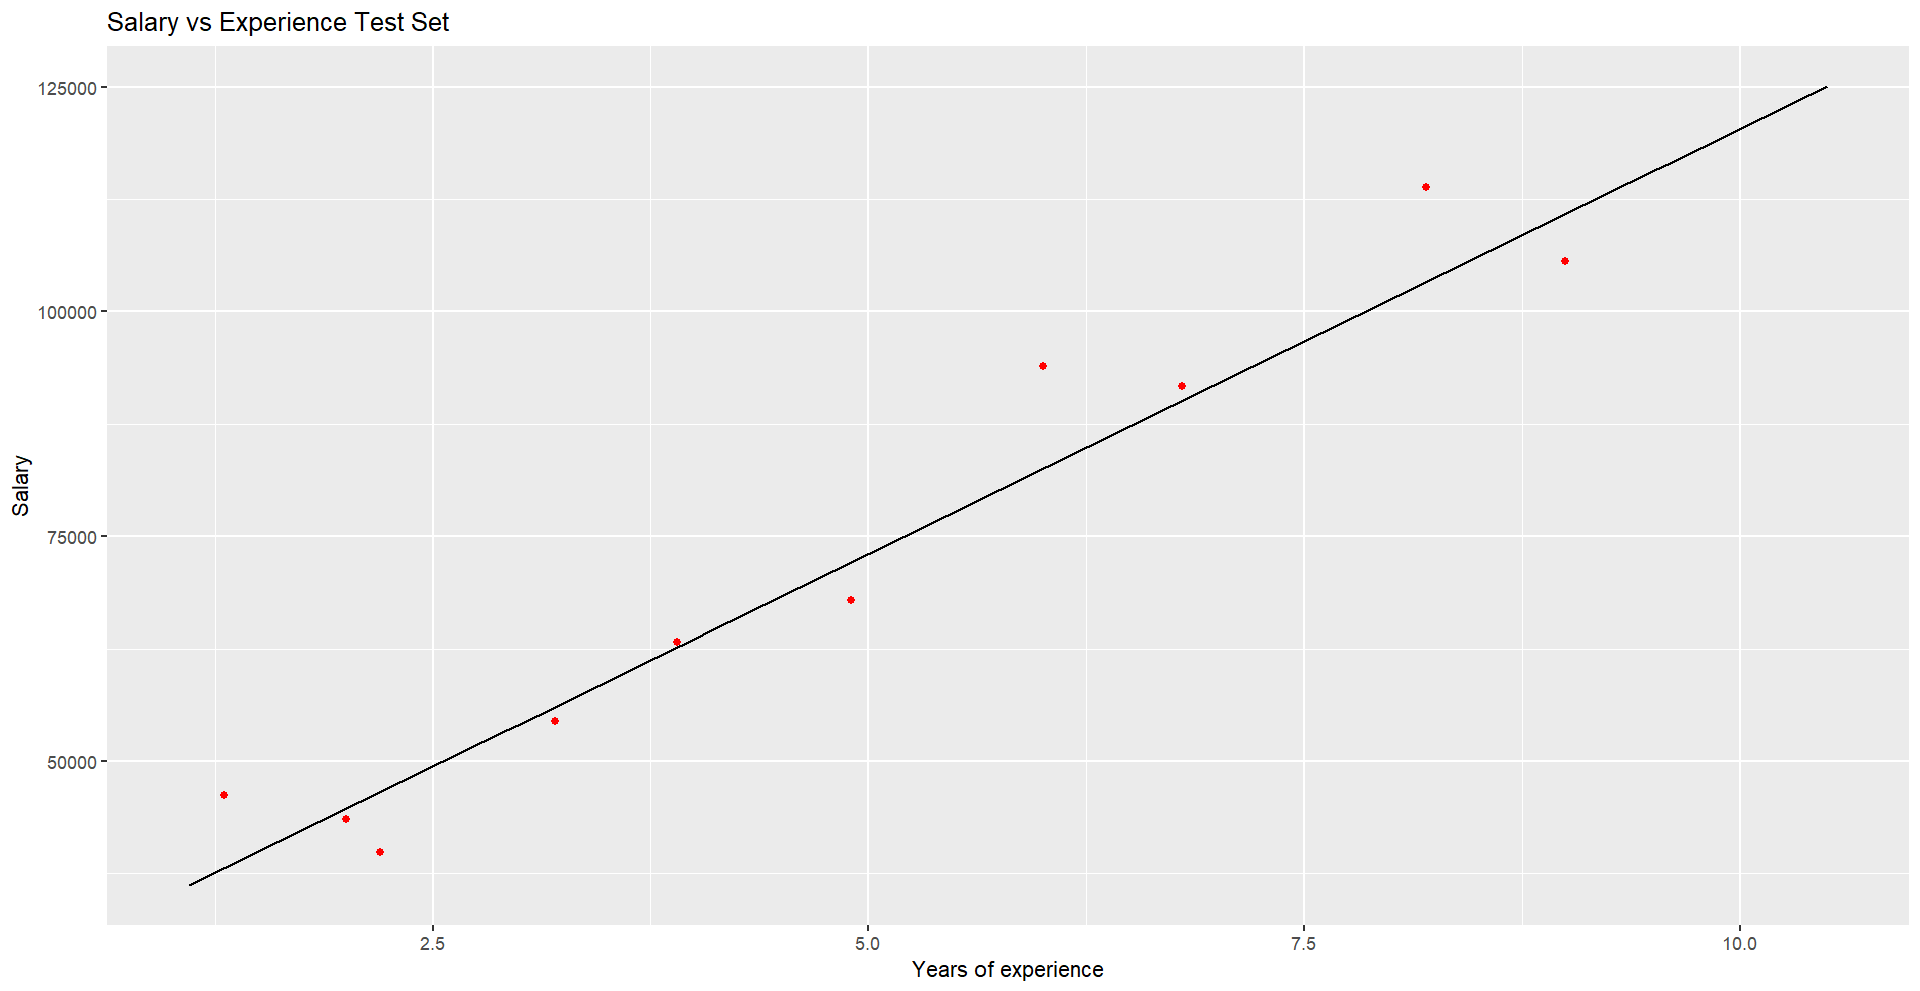 Salary vs Experience Test Set
125000
100000
75000
50000
Salary
2.5 5.0 7.5 10.0
Years of experience